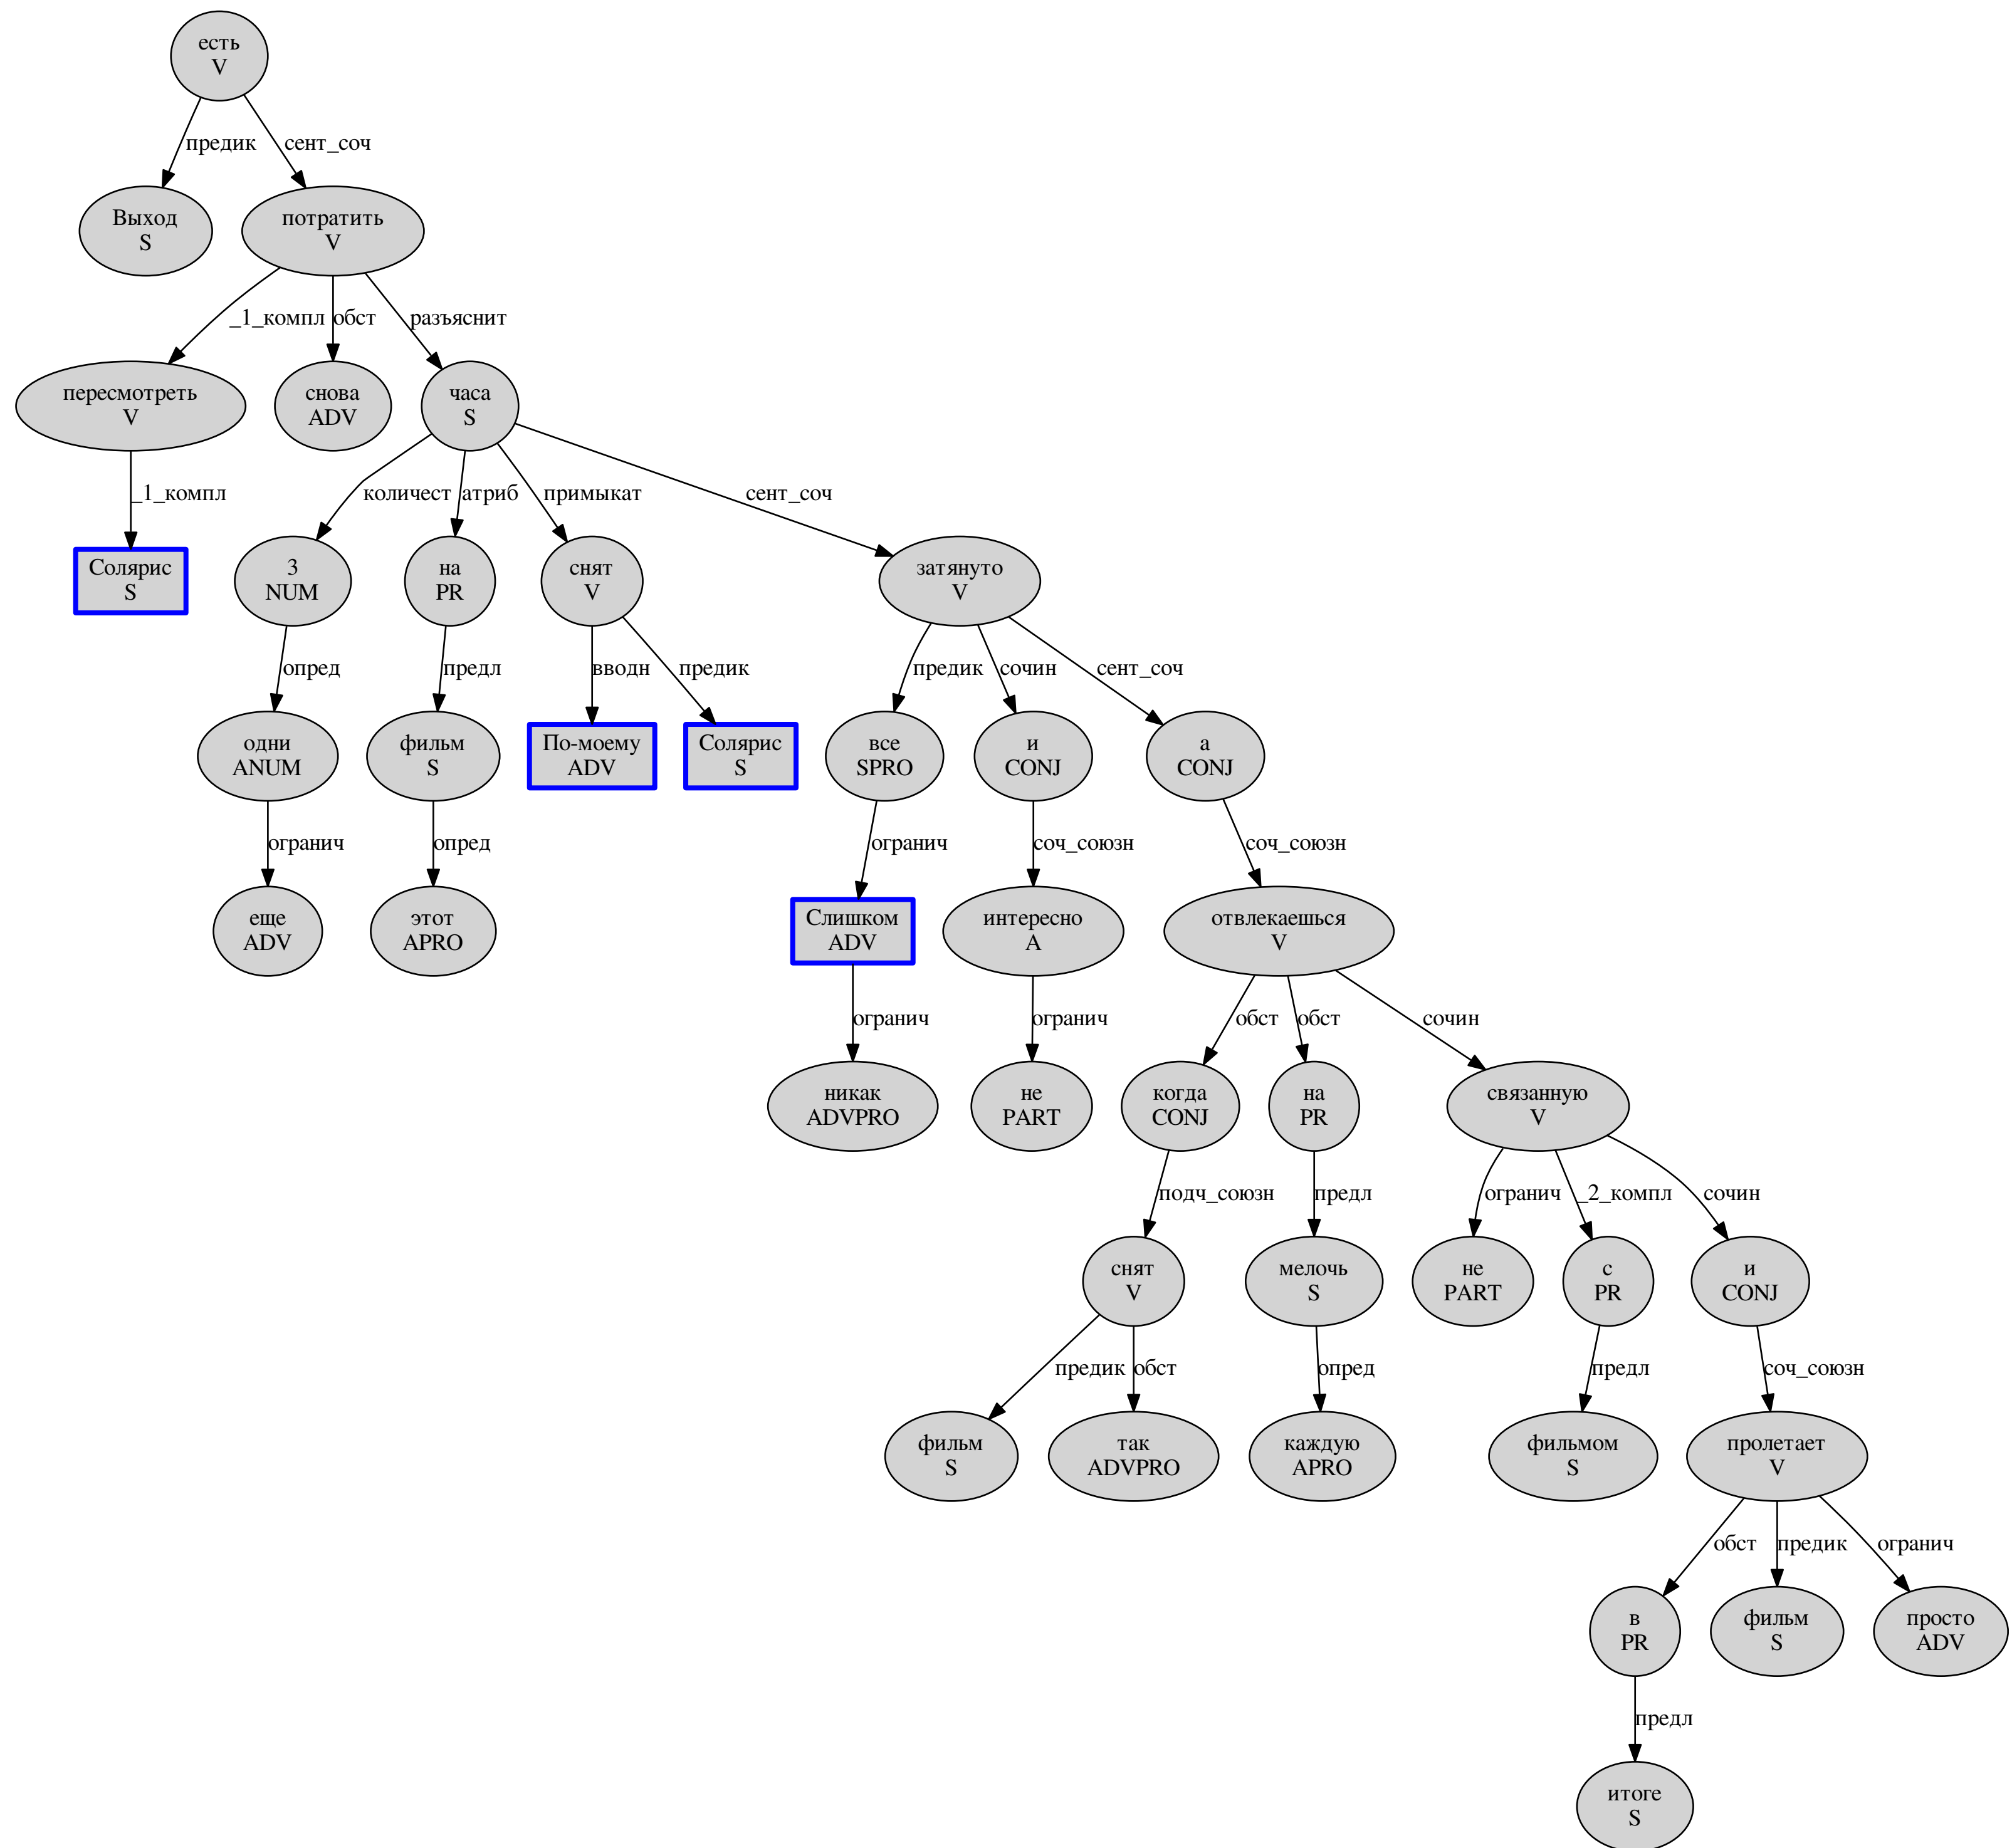 есть
V
предик
сент_соч
Выход
S
потратить
V
_1_компл
обст
разъяснит
пересмотреть
V
снова
ADV
часа
S
_1_компл
количест
атриб
примыкат
сент_соч
Солярис
S
3
NUM
на
PR
снят
V
затянуто
V
опред
предл
вводн
предик
предик
сочин
сент_соч
одни
ANUM
фильм
S
По-моему
ADV
Солярис
S
все
SPRO
и
CONJ
а
CONJ
огранич
опред
огранич
соч_союзн
соч_союзн
еще
ADV
этот
APRO
Слишком
ADV
интересно
A
отвлекаешься
V
огранич
огранич
обст
обст
сочин
никак
ADVPRO
не
PART
когда
CONJ
на
PR
связанную
V
подч_союзн
предл
огранич
_2_компл
сочин
снят
V
мелочь
S
не
PART
с
PR
и
CONJ
предик
обст
опред
предл
соч_союзн
фильм
S
так
ADVPRO
каждую
APRO
фильмом
S
пролетает
V
обст
предик
огранич
в
PR
фильм
S
просто
ADV
предл
итоге
S